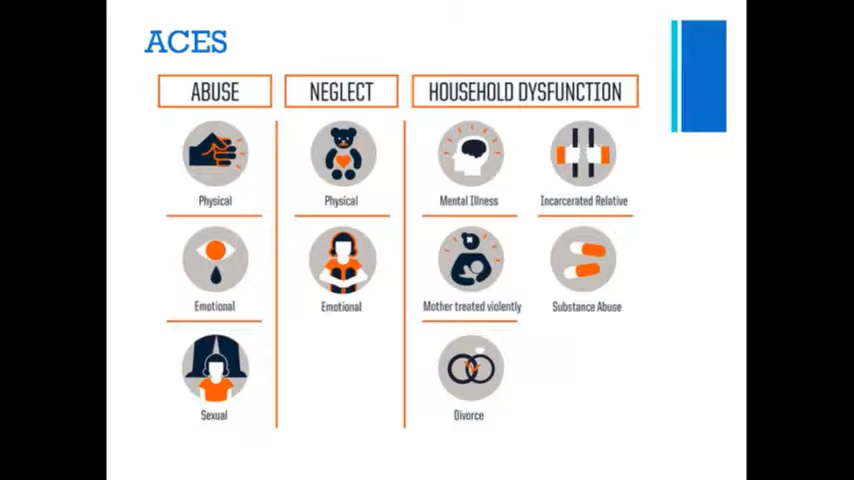 ACES
ABUSE
NEGLECT
HOUSEHOLD DYSFUNCTION
Physical
Physical
Mental Illness
Incarcerated Relative
Emotional
Emotional
Mother treated violently
Substance Abuse
Sexual
Divorce